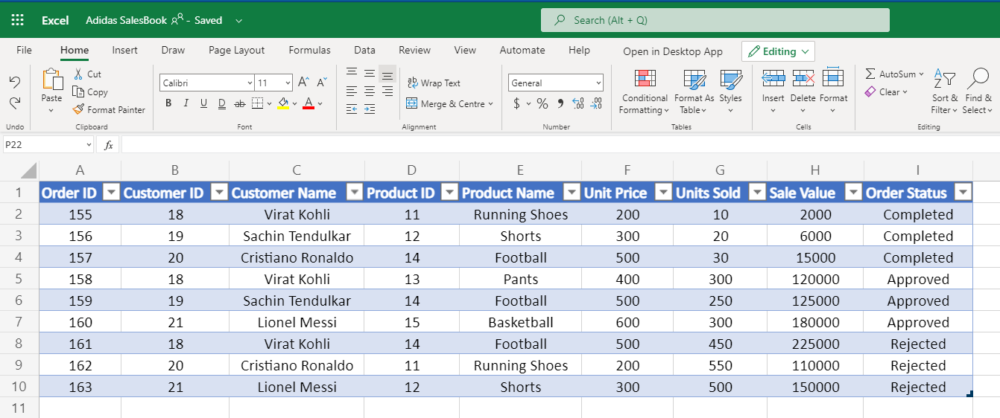 Excel Adidas SalesBook - Saved Search (Alt + Q)
File Home Insert Draw Page Layout Formulas Data Review View Automate Help Open in Desktop App Editing
Paste Cut Copy Format Painter
Calibri 11
B I U D ab
A A
A
ab Wrap Text
Merge & Centre
General
$ % , .00 .00
Conditional Formatting Format As Table Styles
Insert Delete Format
AutoSum
Clear
Sort & Filter Find & Select
Undo Clipboard Font Alignment Number Tables Cells Editing
P22 fx
A B C D E F G H I
1 Order ID Customer ID Customer Name Product ID Product Name Unit Price Units Sold Sale Value Order Status
2 155 18 Virat Kohli 11 Running Shoes 200 10 2000 Completed
3 156 19 Sachin Tendulkar 12 Shorts 300 20 6000 Completed
4 157 20 Cristiano Ronaldo 14 Football 500 30 15000 Completed
5 158 18 Virat Kohli 13 Pants 400 300 120000 Approved
6 159 19 Sachin Tendulkar 14 Football 500 250 125000 Approved
7 160 21 Lionel Messi 15 Basketball 600 300 180000 Approved
8 161 18 Virat Kohli 14 Football 500 450 225000 Rejected
9 162 20 Cristiano Ronaldo 11 Running Shoes 200 550 110000 Rejected
10 163 21 Lionel Messi 12 Shorts 300 500 150000 Rejected
11